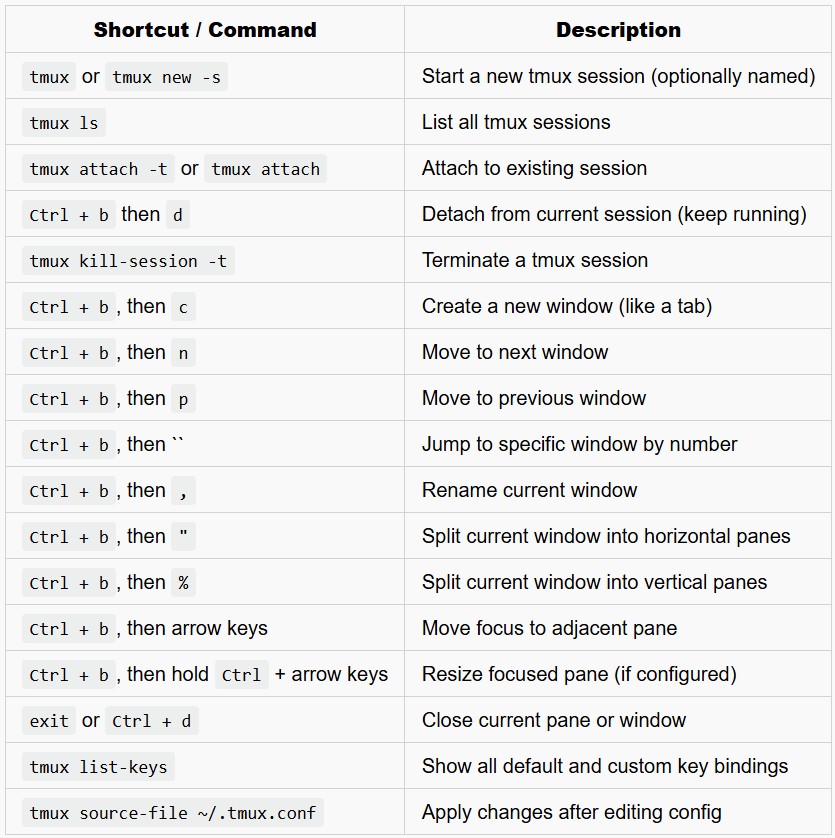 Shortcut / Command Description
tmux or tmux new -s Start a new tmux session (optionally named)
tmux ls List all tmux sessions
tmux attach -t or tmux attach Attach to existing session
Ctrl + b then d Detach from current session (keep running)
tmux kill-session -t Terminate a tmux session
Ctrl + b , then c Create a new window (like a tab)
Ctrl + b , then n Move to next window
Ctrl + b , then p Move to previous window
Ctrl + b , then `` Jump to specific window by number
Ctrl + b , then , Rename current window
Ctrl + b , then " Split current window into horizontal panes
Ctrl + b , then % Split current window into vertical panes
Ctrl + b , then arrow keys Move focus to adjacent pane
Ctrl + b , then hold Ctrl + arrow keys Resize focused pane (if configured)
exit or Ctrl + d Close current pane or window
tmux list-keys Show all default and custom key bindings
tmux source-file ~/.tmux.conf Apply changes after editing config